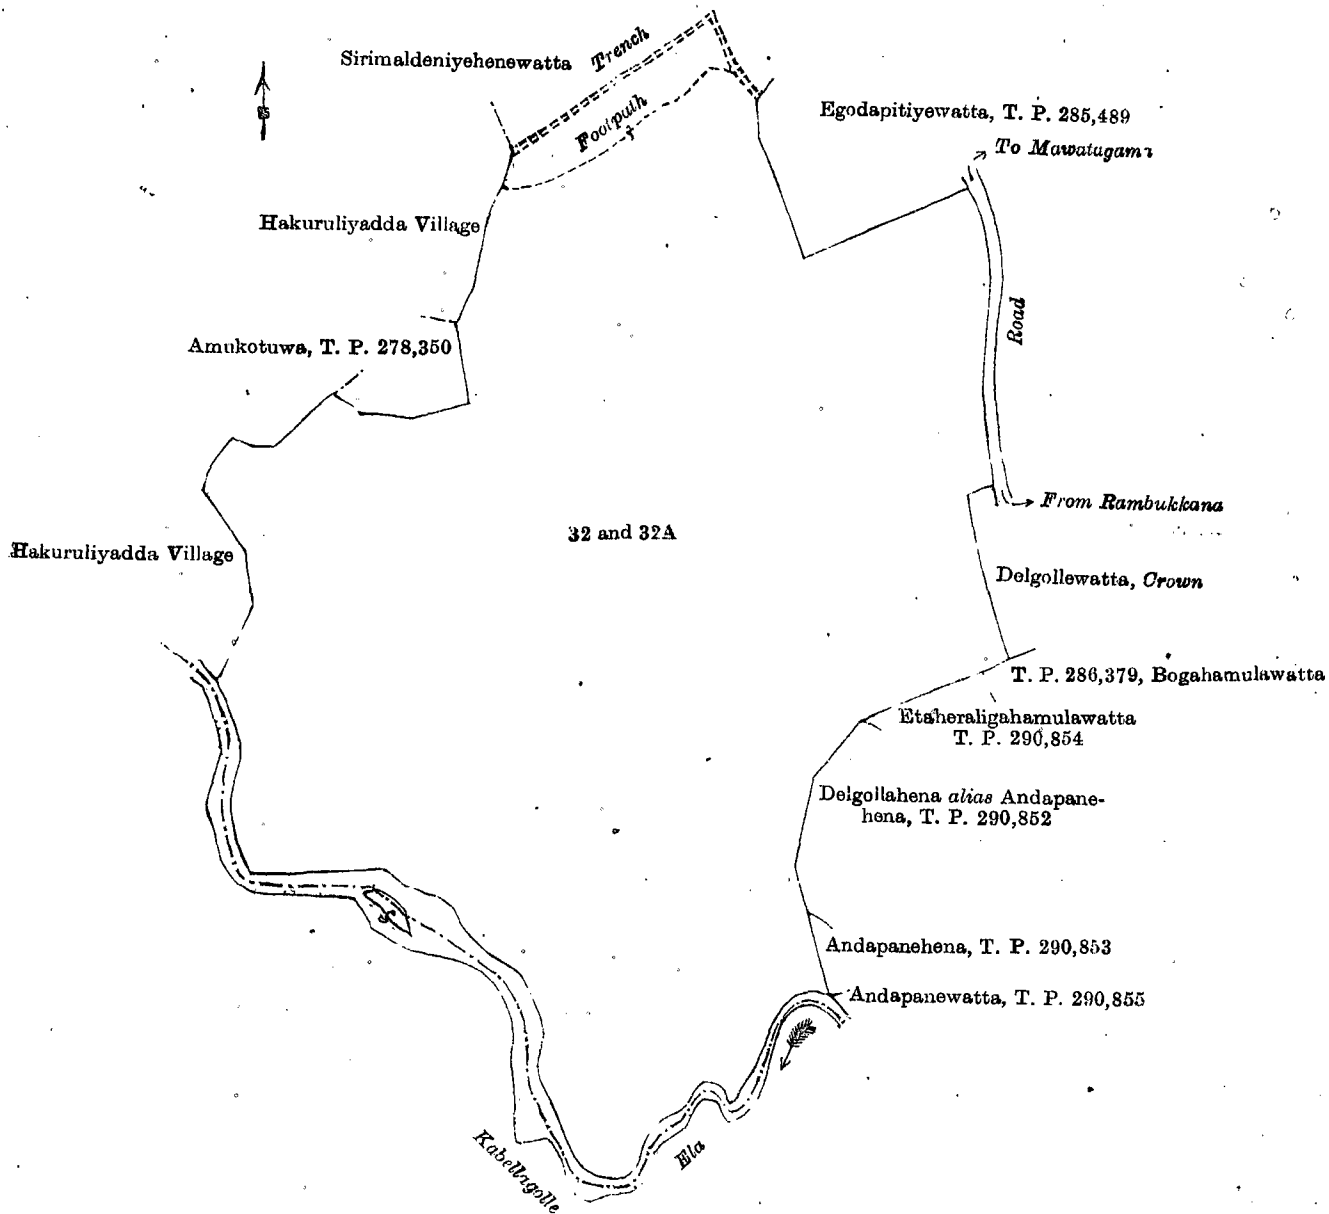 Sirimaldeniyehenewatta
Trench
Footpath
Egodapitiyewatta, T. P. 285,489
To Mawatagama
Hakuruliyadda Village
Road
Amukotuwa, T. P. 278,350
From Rambukkana
32 and 32A
Hakuruliyadda Village
Delgollewatta, Crown
T. P. 286,379, Bogahamulawatta
Etaheraligahamulawatta
T. P. 290,854
Delgollahena alias Andapane-
hena, T. P. 290,852
Andapanehena, T. P. 290,853
Andapanewatta, T. P. 290,855
Kabelligolle
Ela